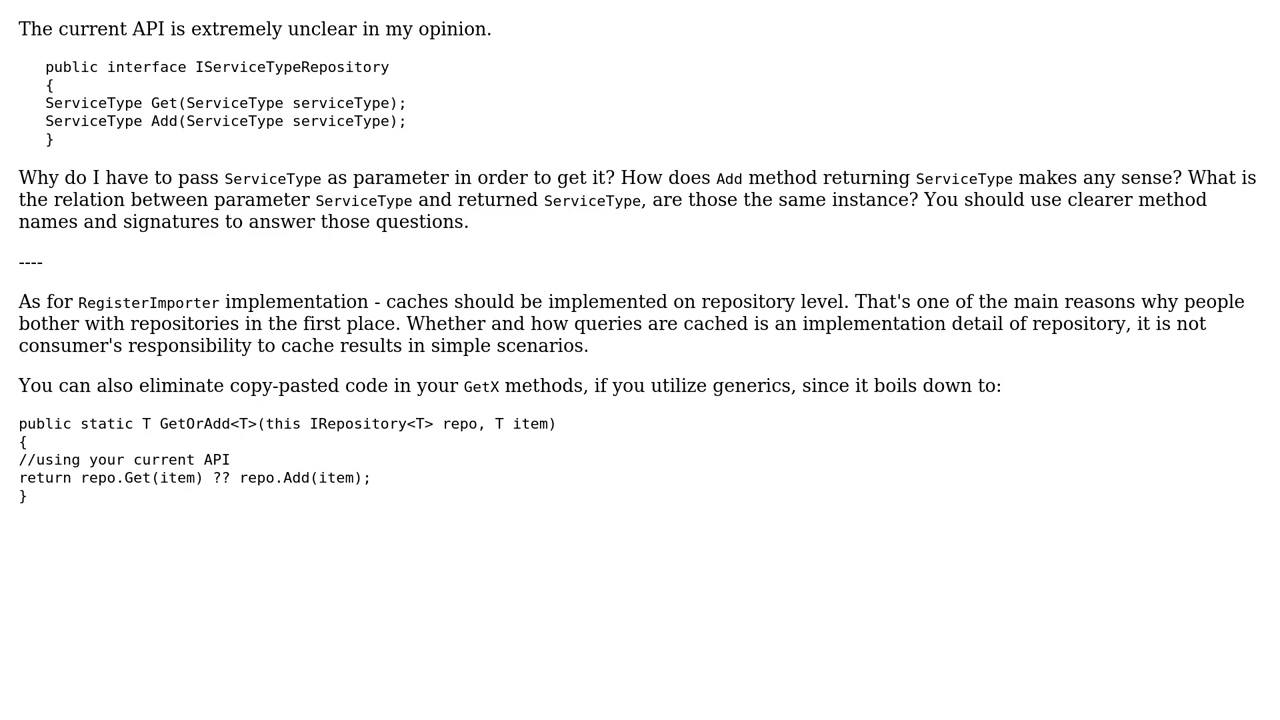 The current API is extremely unclear in my opinion.
public interface IServiceTypeRepository
{
ServiceType Get(ServiceType serviceType);
ServiceType Add(ServiceType serviceType);
}
Why do I have to pass ServiceType as parameter in order to get it? How does Add method returning ServiceType makes any sense? What is
the relation between parameter ServiceType and returned ServiceType, are those the same instance? You should use clearer method
names and signatures to answer those questions.
----
As for RegisterImporter implementation - caches should be implemented on repository level. That's one of the main reasons why people
bother with repositories in the first place. Whether and how queries are cached is an implementation detail of repository, it is not
consumer's responsibility to cache results in simple scenarios.
You can also eliminate copy-pasted code in your GetX methods, if you utilize generics, since it boils down to:
public static T GetOrAdd<T>(this IRepository<T> repo, T item)
{
//using your current API
return repo.Get(item) ?? repo.Add(item);
}